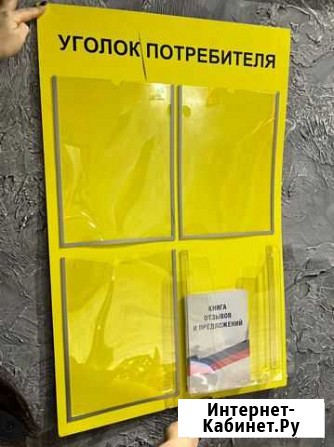 УГОЛОК ПОТРЕБИТЕЛЯ
КНИГА
ОТЗЫВОВ
И ПРЕДЛОЖЕНИЙ
Интернет-
Кабинет.Ру